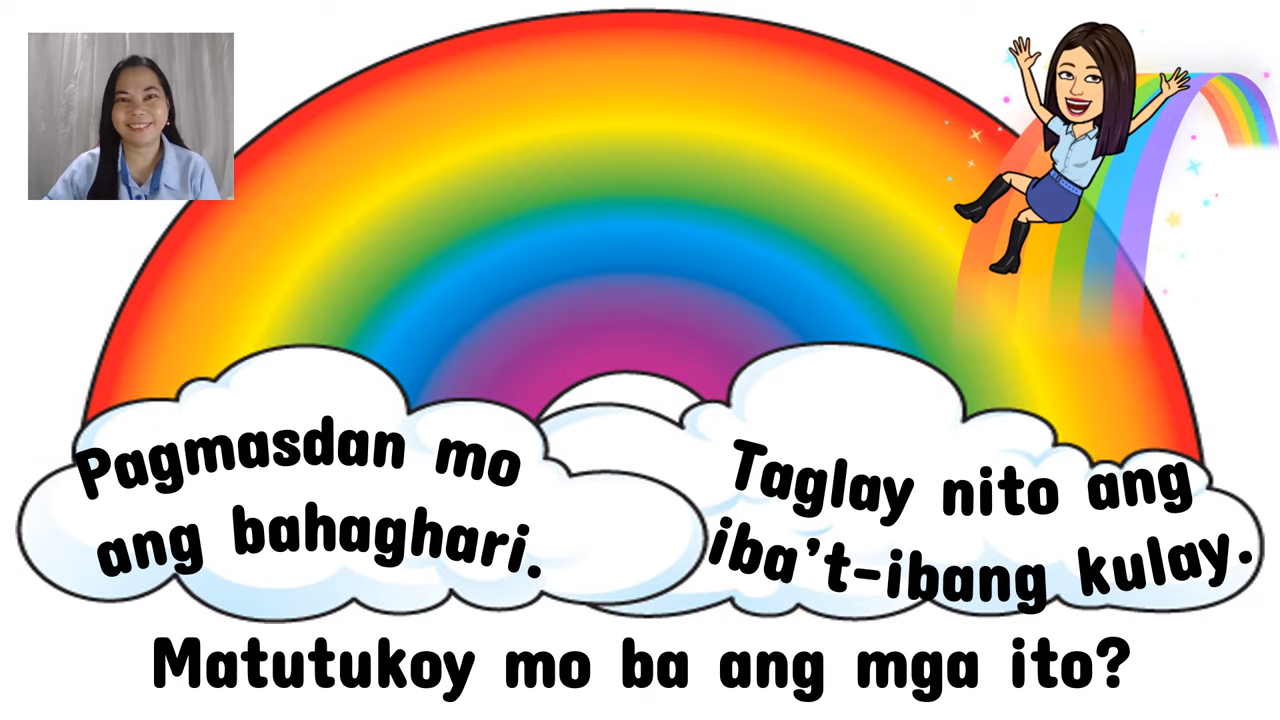 Pagmasdan mo
ang bahaghari.
Taglay nito ang
iba't-ibang kulay.
Matutukoy mo ba ang mga ito?